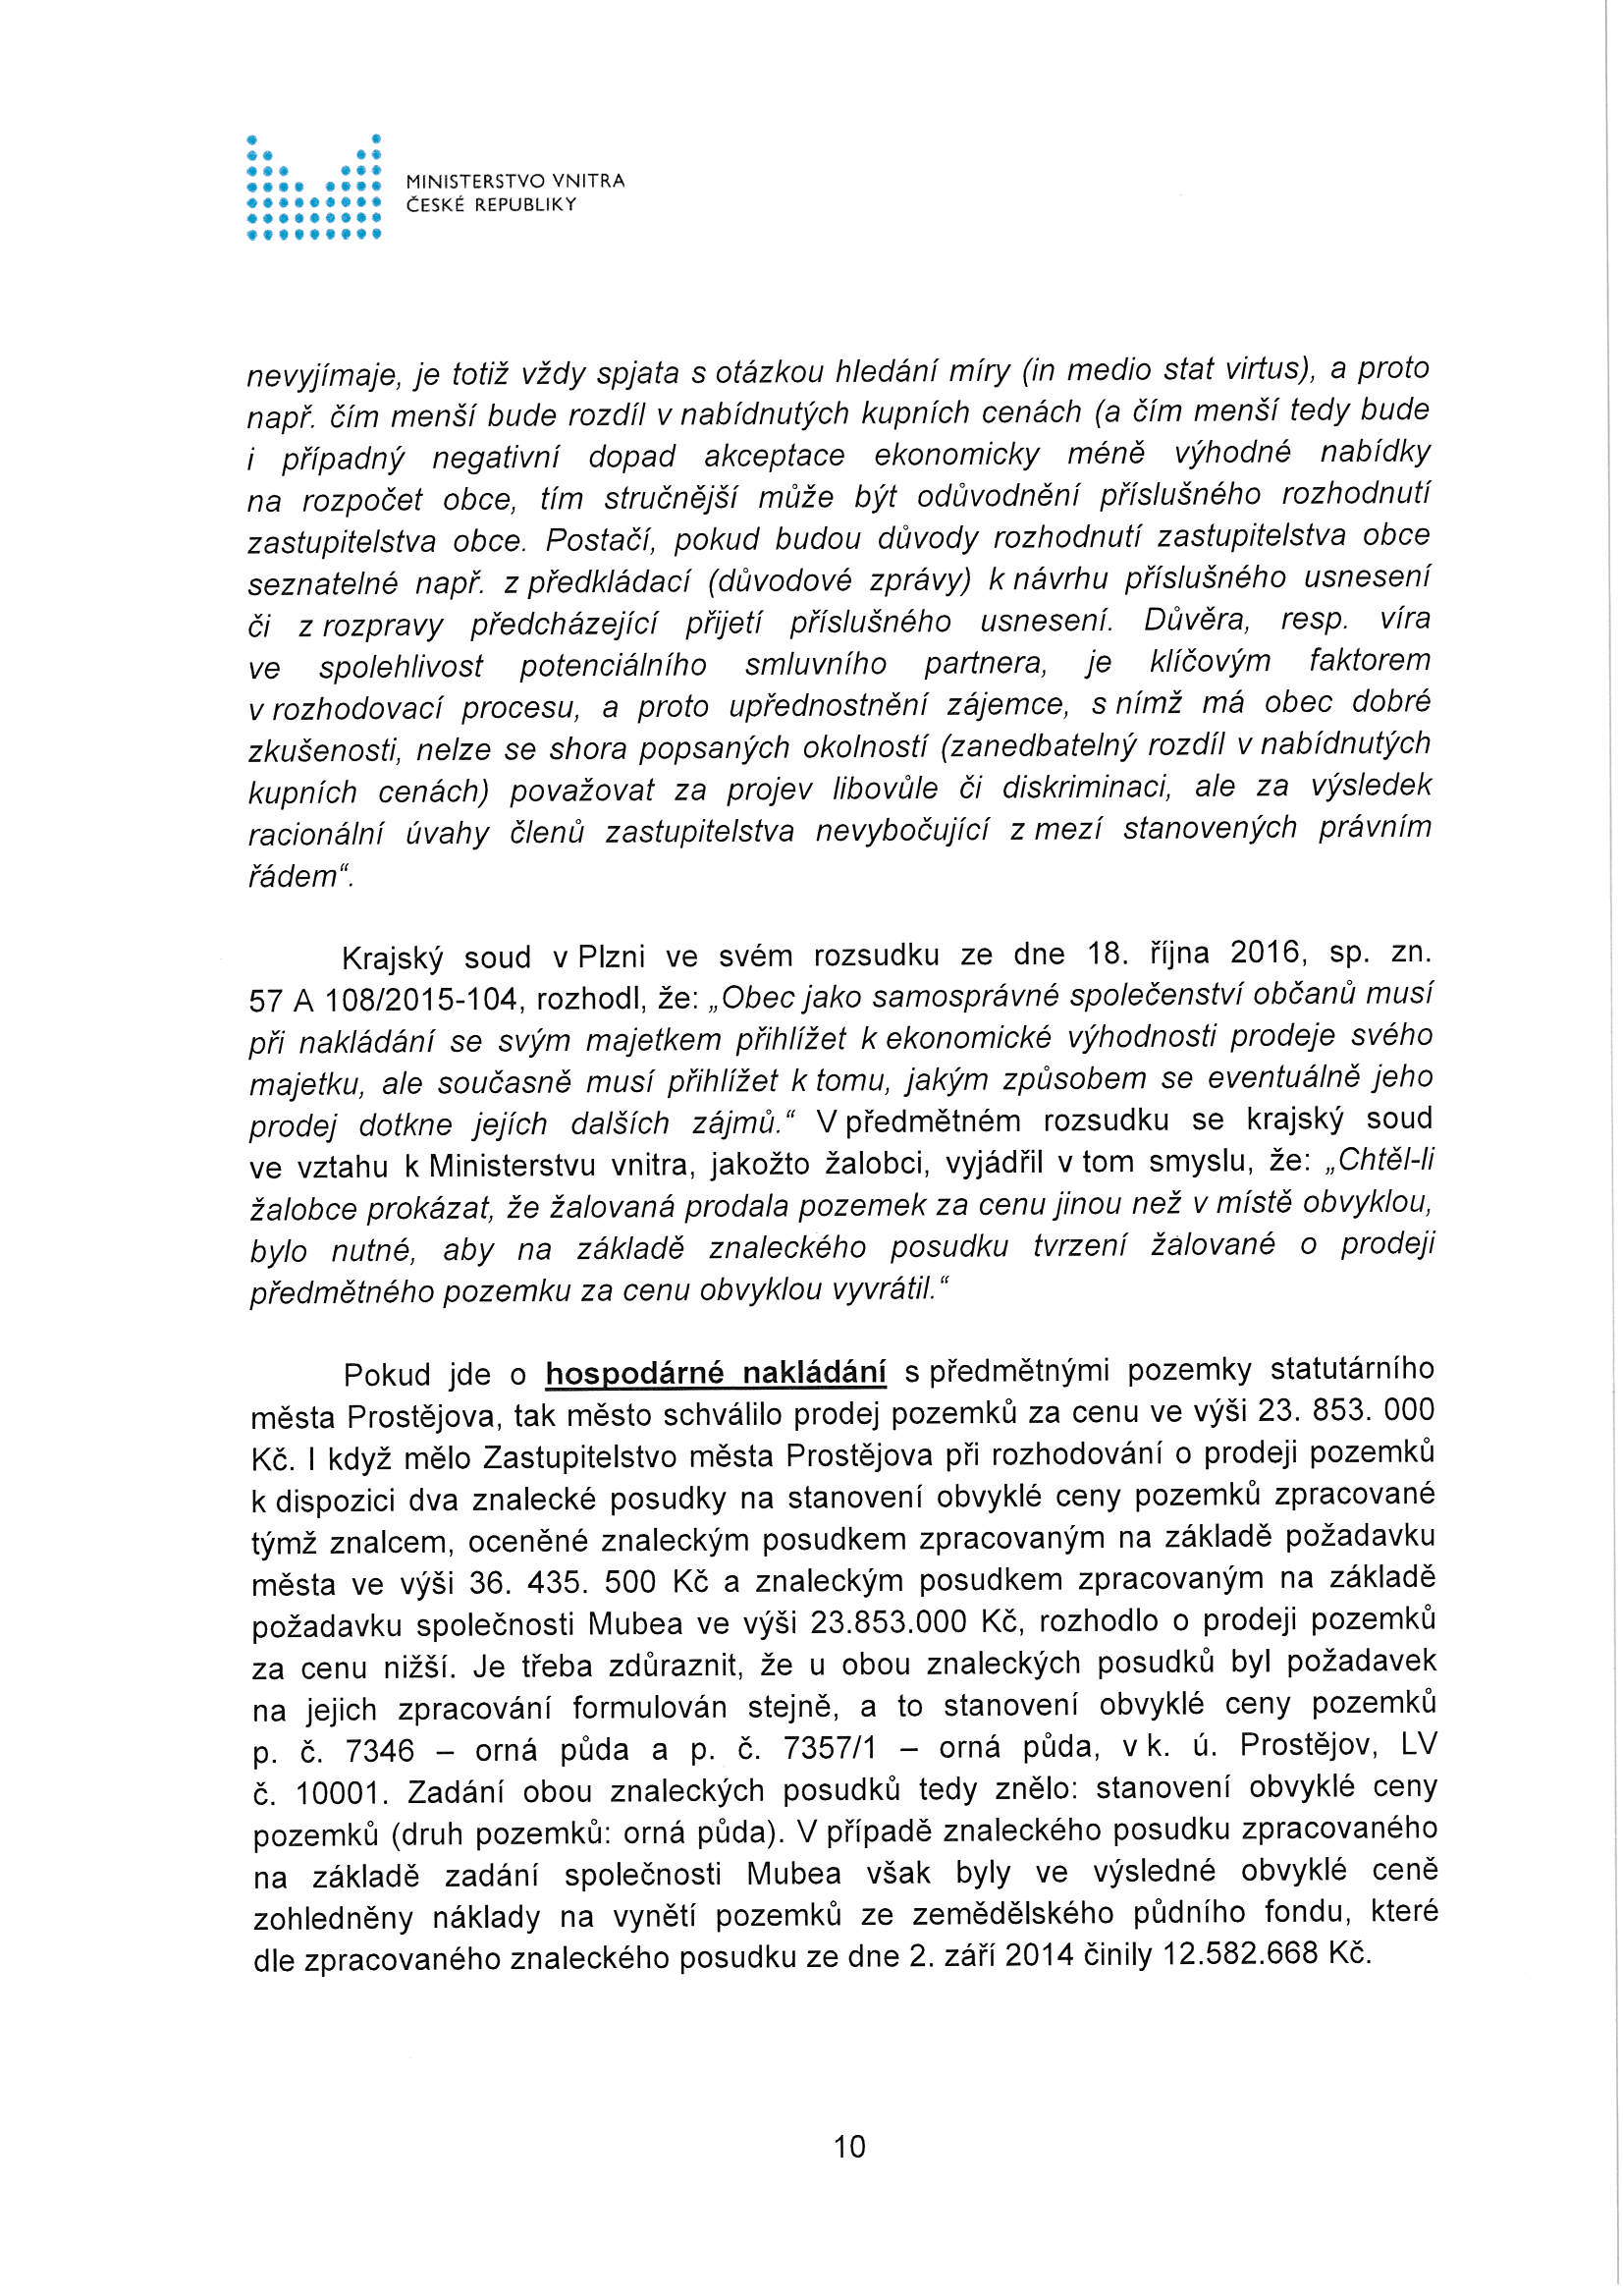 MINISTERSTVO VNITRA
ČESKÉ REPUBLIKY
nevyjímaje, je totiž vždy spjata s otázkou hledání míry (in medio stat virtus), a proto
např. čím menší bude rozdíl v nabídnutých kupních cenách (a čím menší tedy bude
i případný negativní dopad akceptace ekonomicky méně výhodné nabídky
na rozpočet obce, tím stručnější může být odůvodnění příslušného rozhodnutí
zastupitelstva obce. Postačí, pokud budou důvody rozhodnutí zastupitelstva obce
seznatelné např. z předkládací (důvodové zprávy) k návrhu příslušného usnesení
či z rozpravy předcházející přijetí příslušného usnesení. Důvěra, resp. víra
ve spolehlivost potenciálního smluvního partnera, je klíčovým faktorem
v rozhodovací procesu, a proto upřednostnění zájemce, s nímž má obec dobré
zkušenosti, nelze se shora popsaných okolností (zanedbatelný rozdíl v nabídnutých
kupních cenách) považovat za projev libovůle či diskriminaci, ale za výsledek
racionální úvahy členů zastupitelstva nevybočující z mezí stanovených právním
řádem“.
Krajský soud v Plzni ve svém rozsudku ze dne 18. října 2016, sp. zn.
57 A 108/2015-104, rozhodl, že: „Obec jako samosprávné společenství občanů musí
při nakládání se svým majetkem přihlížet k ekonomické výhodnosti prodeje svého
majetku, ale současně musí přihlížet k tomu, jakým způsobem se eventuálně jeho
prodej dotkne jejích dalších zájmů.“ V předmětném rozsudku se krajský soud
ve vztahu k Ministerstvu vnitra, jakožto žalobci, vyjádřil v tom smyslu, že: „Chtěl-li
žalobce prokázat, že žalovaná prodala pozemek za cenu jinou než v místě obvyklou,
bylo nutné, aby na základě znaleckého posudku tvrzení žalované o prodeji
předmětného pozemku za cenu obvyklou vyvrátil.“
Pokud jde o hospodárné nakládání s předmětnými pozemky statutárního
města Prostějova, tak město schválilo prodej pozemků za cenu ve výši 23. 853. 000
Kč. I když mělo Zastupitelstvo města Prostějova při rozhodování o prodeji pozemků
k dispozici dva znalecké posudky na stanovení obvyklé ceny pozemků zpracované
týmž znalcem, oceněné znaleckým posudkem zpracovaným na základě požadavku
města ve výši 36. 435. 500 Kč a znaleckým posudkem zpracovaným na základě
požadavku společnosti Mubea ve výši 23.853.000 Kč, rozhodlo o prodeji pozemků
za cenu nižší. Je třeba zdůraznit, že u obou znaleckých posudků byl požadavek
na jejich zpracování formulován stejně, a to stanovení obvyklé ceny pozemků
p. č. 7346 – orná půda a p. č. 7357/1 – orná půda, v k. ú. Prostějov, LV
č. 10001. Zadání obou znaleckých posudků tedy znělo: stanovení obvyklé ceny
pozemků (druh pozemků: orná půda). V případě znaleckého posudku zpracovaného
na základě zadání společnosti Mubea však byly ve výsledné obvyklé ceně
zohledněny náklady na vynětí pozemků ze zemědělského půdního fondu, které
dle zpracovaného znaleckého posudku ze dne 2. září 2014 činily 12.582.668 Kč.
10